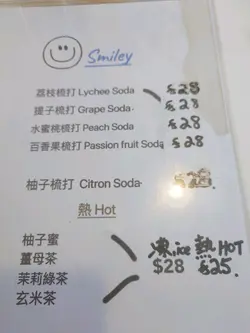 Smiley
荔枝梳打 Lychee Soda $28
提子梳打 Grape Soda $28
水蜜桃梳打 Peach Soda $28
百香果梳打 Passion fruit Soda $28
柚子梳打 Citron Soda $28
熱 Hot
柚子蜜
薑母茶
茉莉綠茶
玄米茶
凍ice 熱 HOT
$28 $25